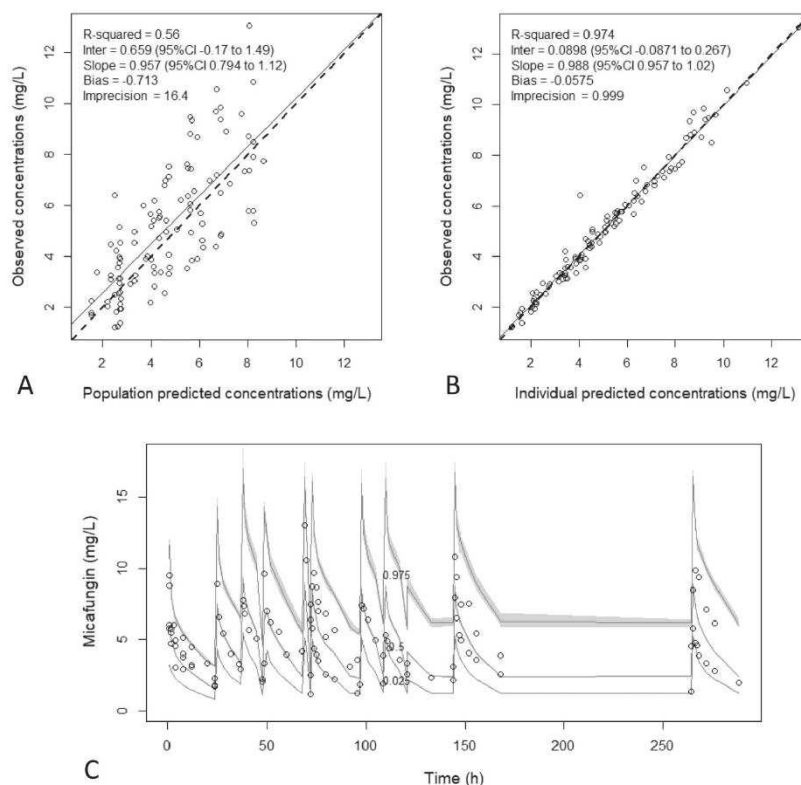 R-squared = 0.56
Inter = 0.659 (95%CI -0.17 to 1.49)
Slope = 0.957 (95%CI 0.794 to 1.12)
Bias = -0.713
Imprecision = 16.4
Observed concentrations (mg/L)
12
10
8
6
4
2
2 4 6 8 10 12
A
Population predicted concentrations (mg/L)
R-squared = 0.974
Inter = 0.0898 (95%CI -0.0871 to 0.267)
Slope = 0.988 (95%CI 0.957 to 1.02)
Bias = -0.0575
Imprecision = 0.999
Observed concentrations (mg/L)
12
10
8
6
4
2
2 4 6 8 10 12
B
Individual predicted concentrations (mg/L)
Micafungin (mg/L)
15
10
5
0
0.975
0.5
0.025
0 50 100 150 200 250
C
Time (h)